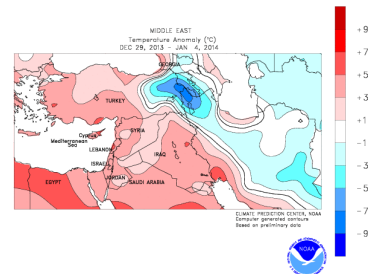 MIDDLE EAST
Temperature Anomaly (°C)
DEC 29, 2013 - JAN 4, 2014
GEORGIA
TURKEY
Cyprus
SYRIA
Mediterranean
Sea
LEBANON
IRAQ
ISRAEL
JORDAN
EGYPT
SAUDI ARABIA
CLIMATE PREDICTION CENTER, NOAA
Computer generated contours
Based on preliminary data
+9
+7
+5
+3
+1
-1
-3
-5
-7
-9
NOAA